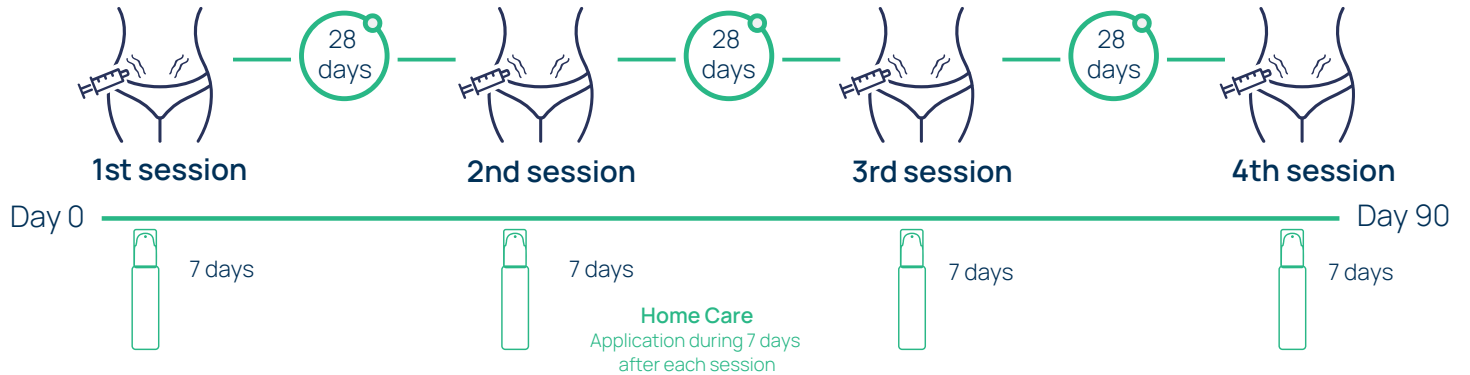 28
days
28
days
28
days
1st session
2nd session
3rd session
4th session
Day 0
Day 90
7 days
7 days
7 days
7 days
Home Care
Application during 7 days
after each session